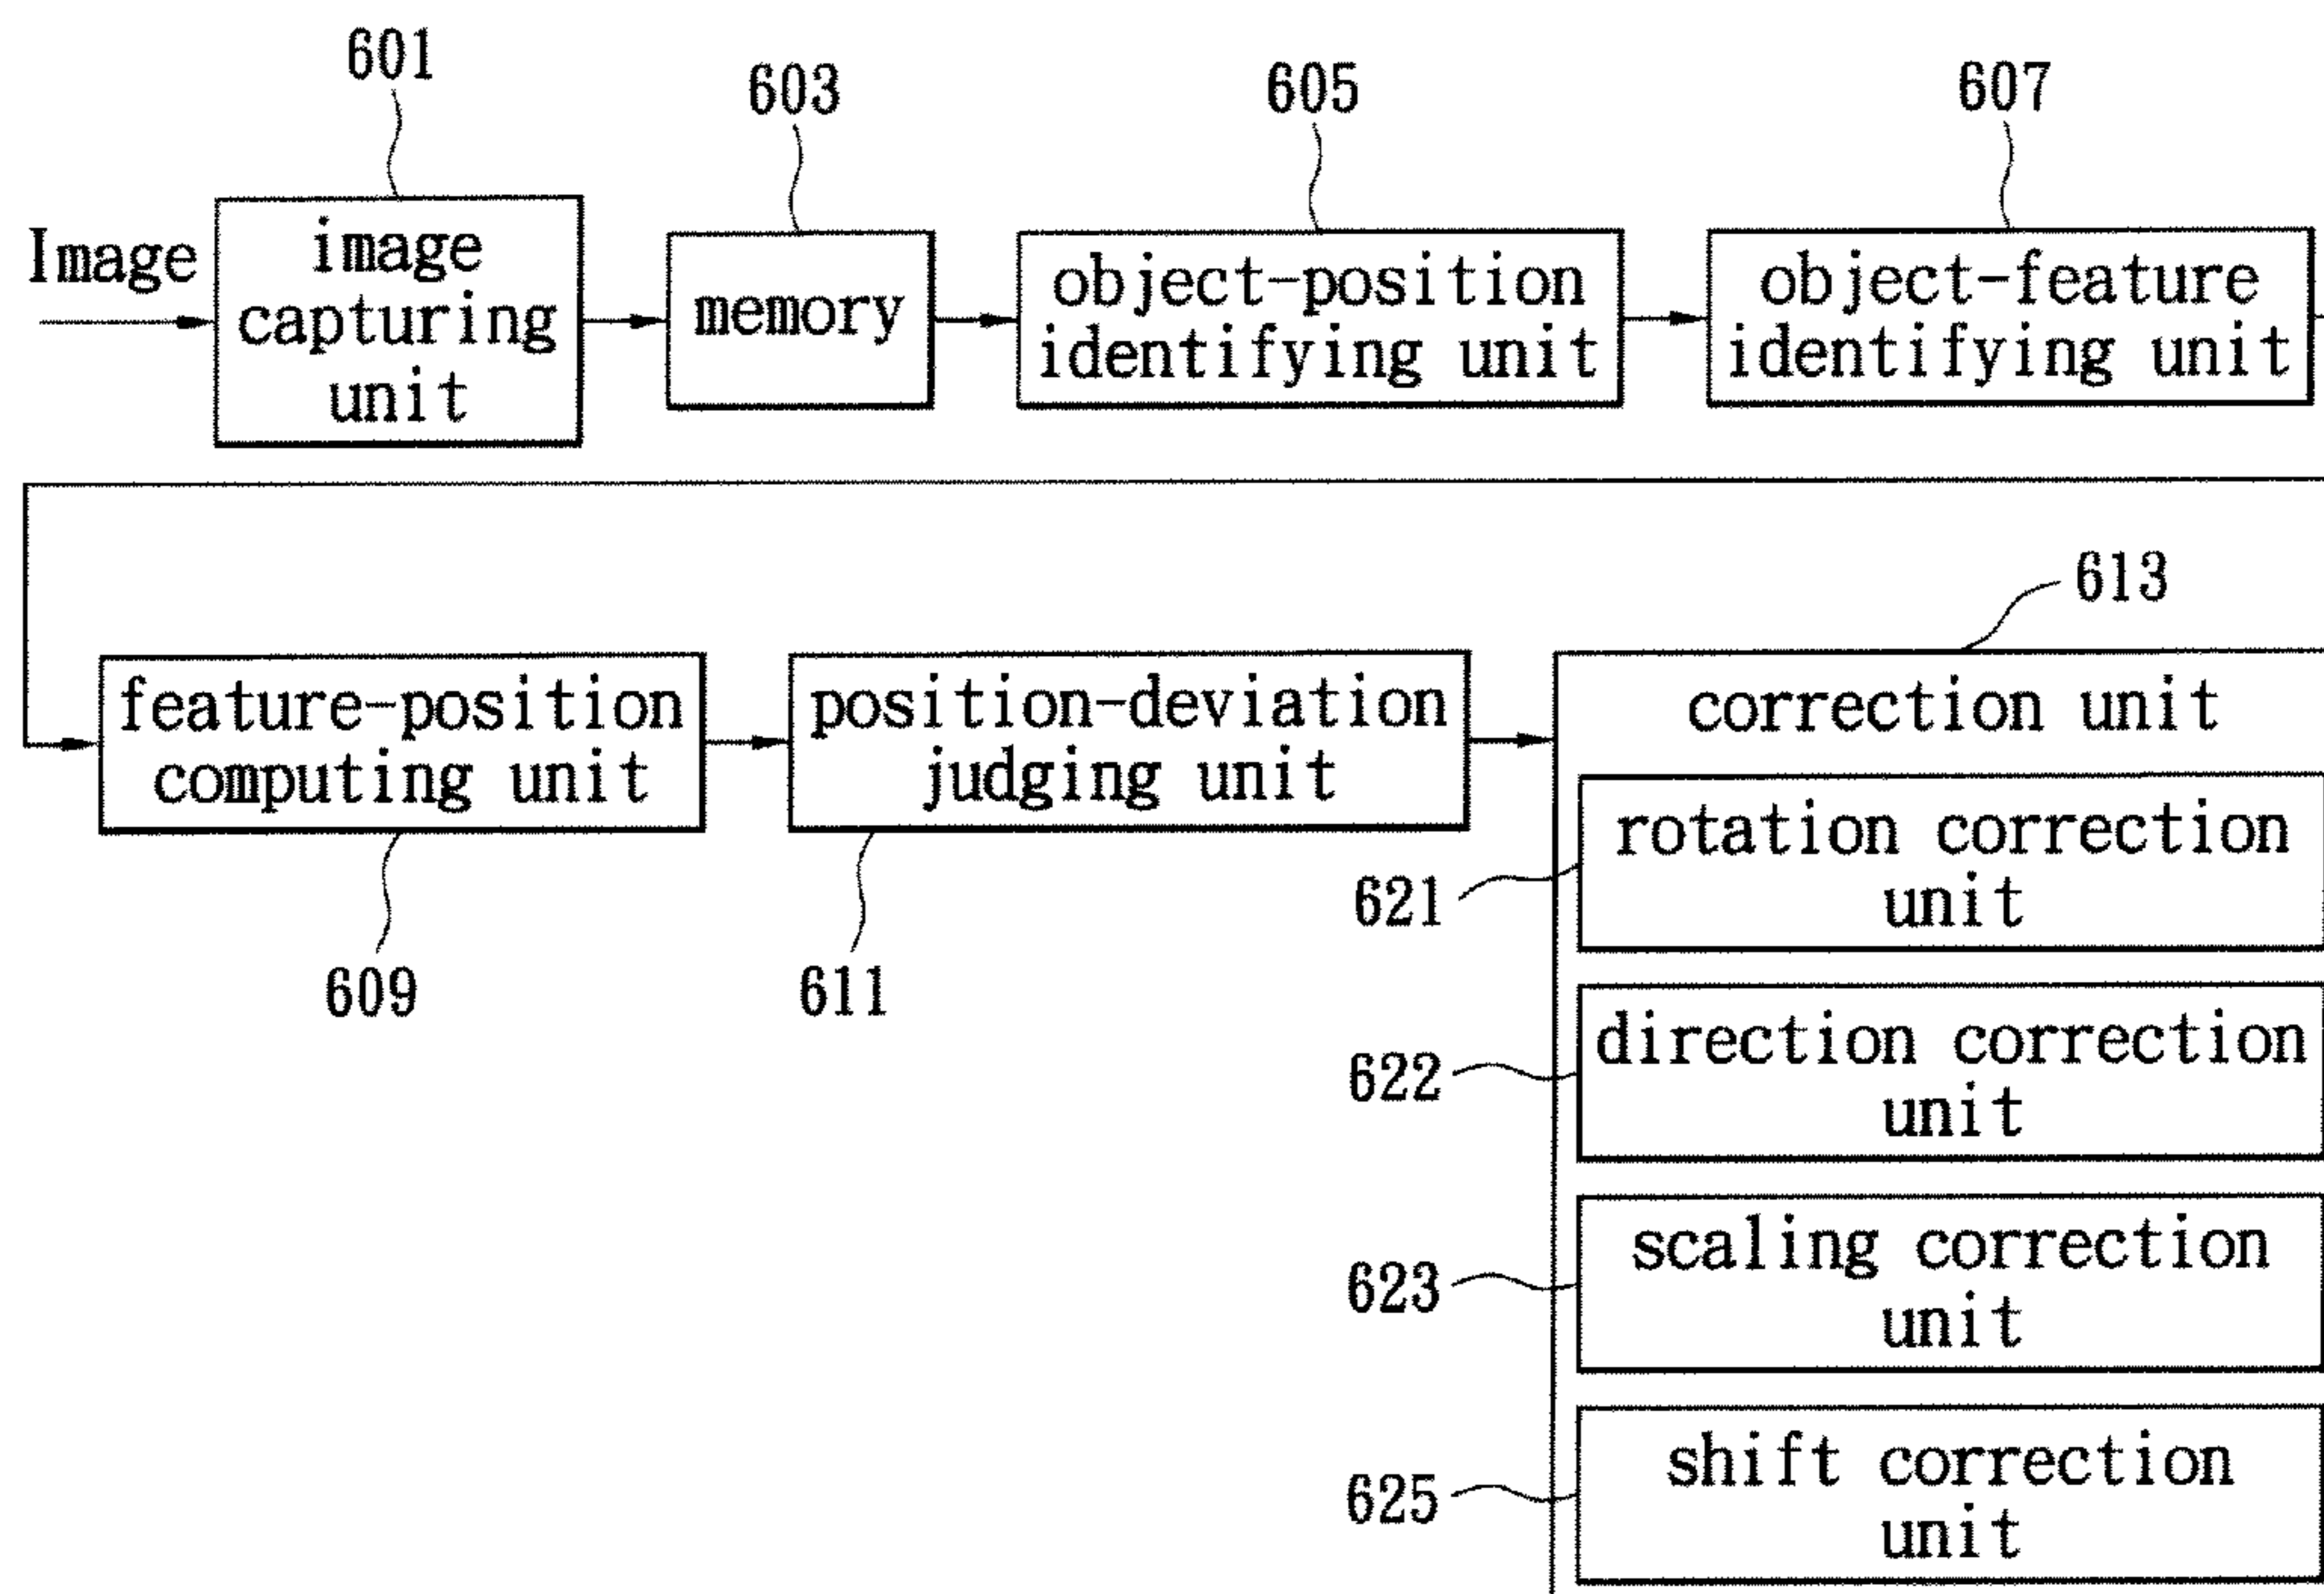 601
603
605
607
Image
image
capturing
unit
memory
object-position
identifying unit
object-feature
identifying unit
613
feature-position
computing unit
position-deviation
judging unit
correction unit
609
611
621
rotation correction
unit
622
direction correction
unit
623
scaling correction
unit
625
shift correction
unit